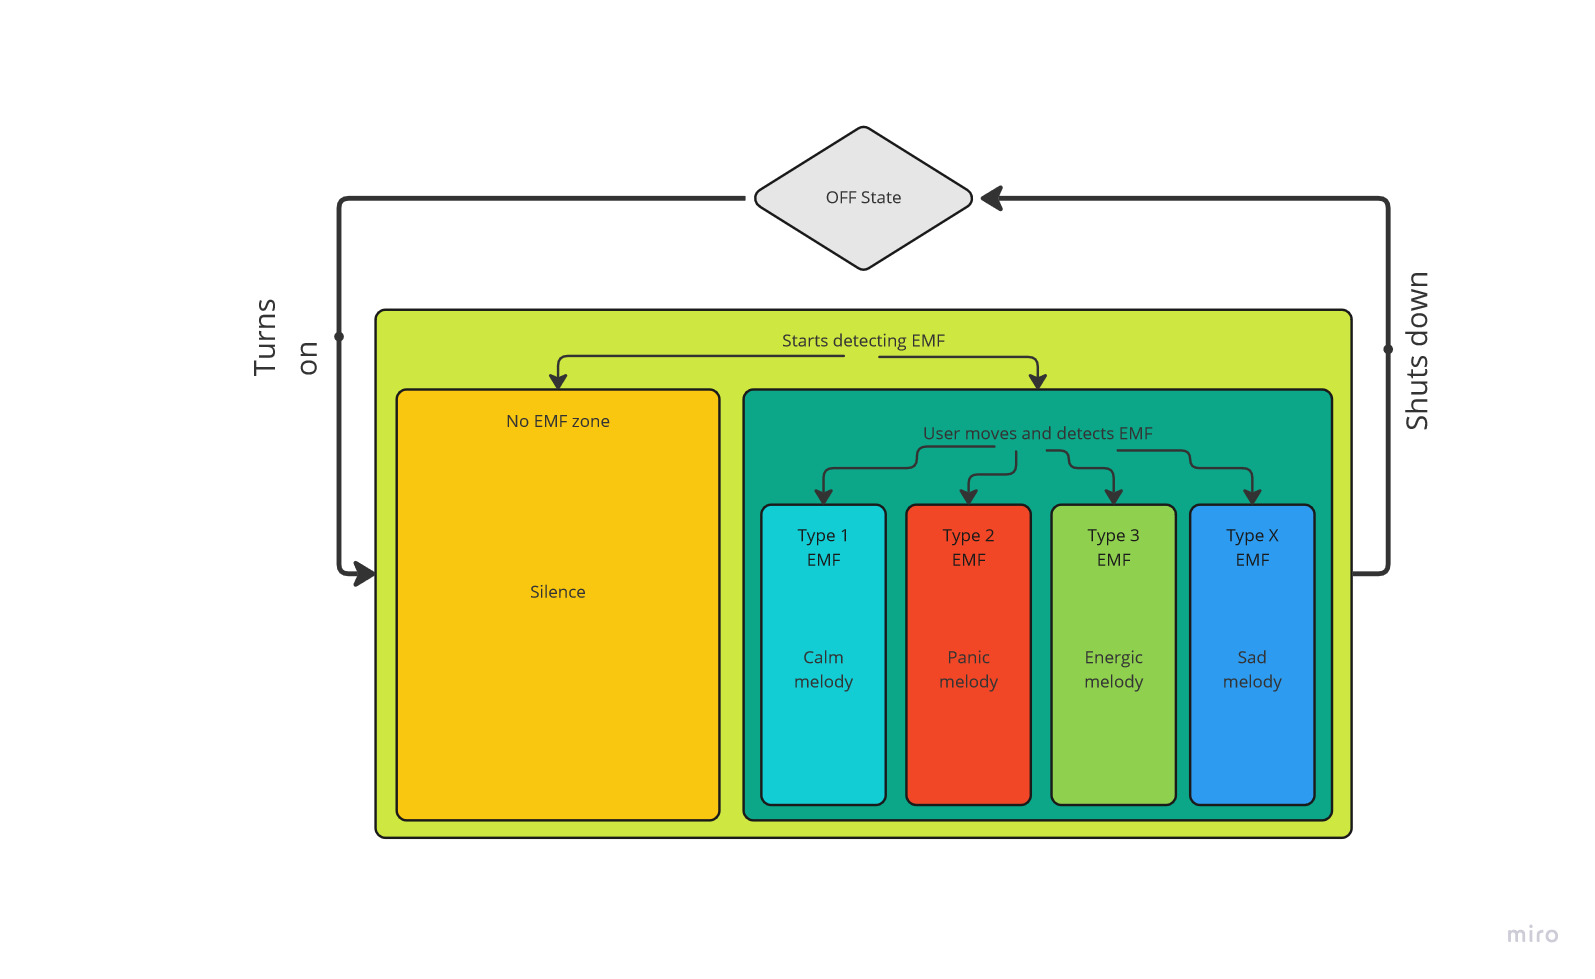 OFF State
Turns
on
Shuts down
Starts detecting EMF
No EMF zone
Silence
User moves and detects EMF
Type 1
EMF
Calm
melody
Type 2
EMF
Panic
melody
Type 3
EMF
Energic
melody
Type X
EMF
Sad
melody
miro